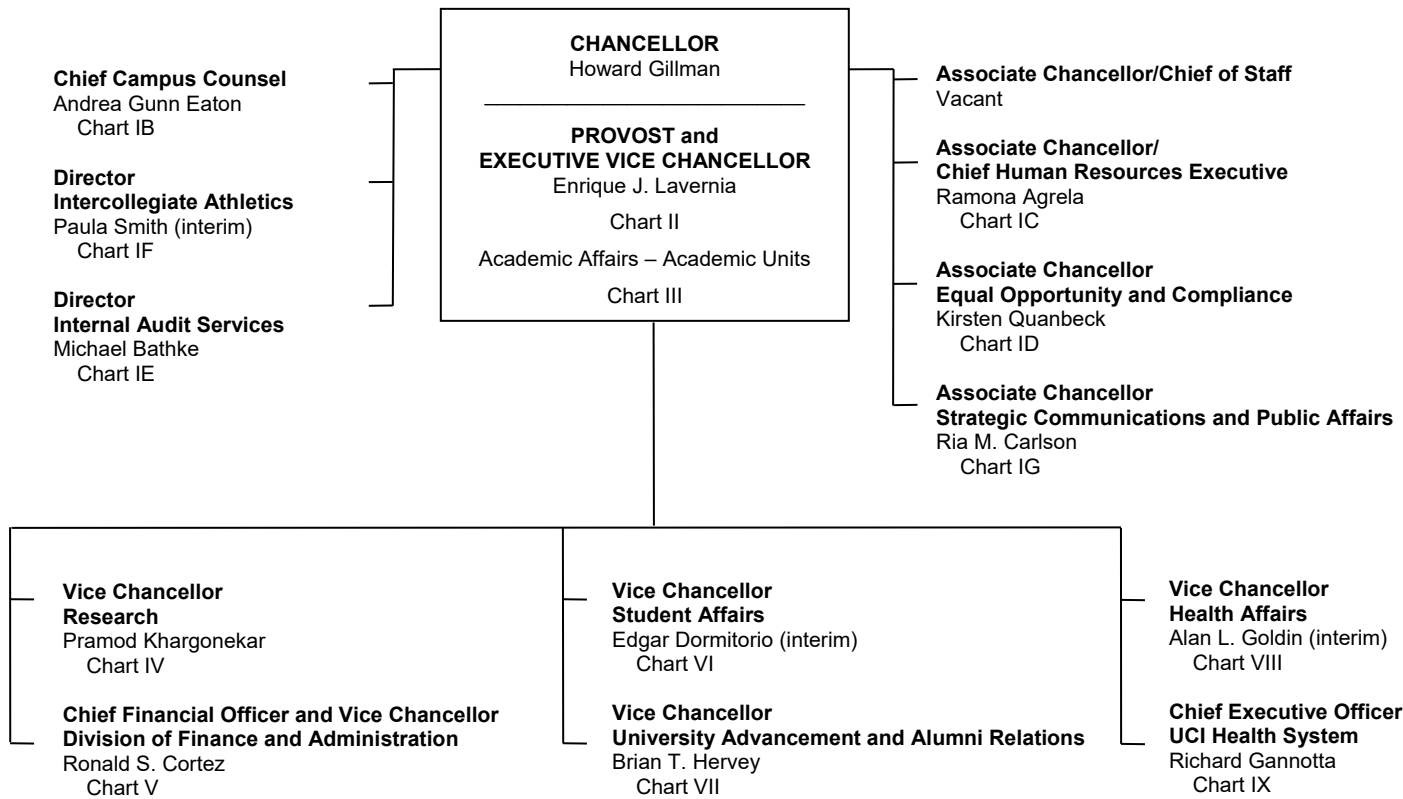 CHANCELLOR
Howard Gillman
PROVOST and
EXECUTIVE VICE CHANCELLOR
Enrique J. Lavernia
Chart II
Academic Affairs – Academic Units
Chart III
Chief Campus Counsel
Andrea Gunn Eaton
Chart IB
Director
Intercollegiate Athletics
Paula Smith (interim)
Chart IF
Director
Internal Audit Services
Michael Bathke
Chart IE
Associate Chancellor/Chief of Staff
Vacant
Associate Chancellor/
Chief Human Resources Executive
Ramona Agrela
Chart IC
Associate Chancellor
Equal Opportunity and Compliance
Kirsten Quanbeck
Chart ID
Associate Chancellor
Strategic Communications and Public Affairs
Ria M. Carlson
Chart IG
Vice Chancellor
Research
Pramod Khargonekar
Chart IV
Chief Financial Officer and Vice Chancellor
Division of Finance and Administration
Ronald S. Cortez
Chart V
Vice Chancellor
Student Affairs
Edgar Dormitorio (interim)
Chart VI
Vice Chancellor
University Advancement and Alumni Relations
Brian T. Hervey
Chart VII
Vice Chancellor
Health Affairs
Alan L. Goldin (interim)
Chart VIII
Chief Executive Officer
UCI Health System
Richard Gannotta
Chart IX